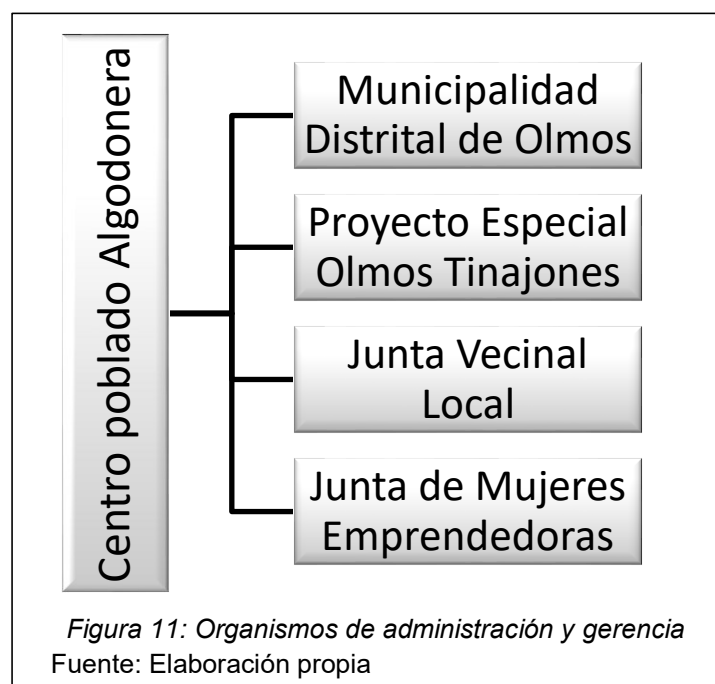 Centro poblado Algodonera
Municipalidad
Distrital de Olmos
Proyecto Especial
Olmos Tinajones
Junta Vecinal
Local
Junta de Mujeres
Emprendedoras
Figura 11: Organismos de administración y gerencia
Fuente: Elaboración propia